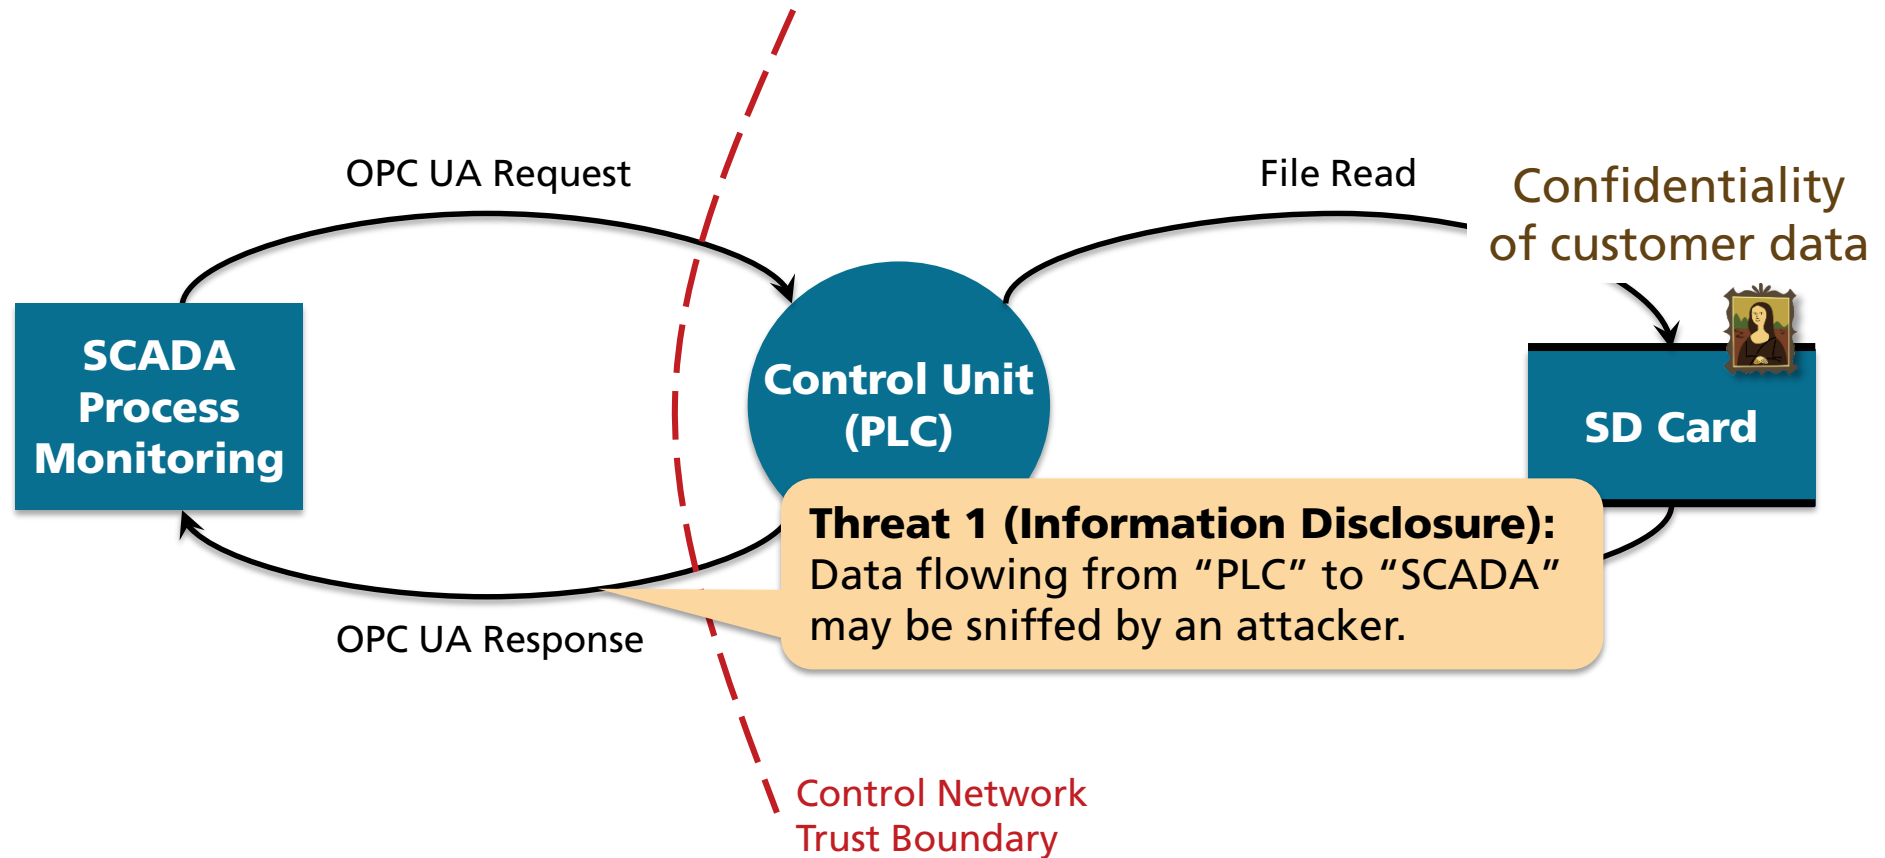 OPC UA Request
File Read
Confidentiality
of customer data
SCADA
Process
Monitoring
Control Unit
(PLC)
SD Card
Threat 1 (Information Disclosure):
Data flowing from “PLC” to “SCADA”
may be sniffed by an attacker.
OPC UA Response
Control Network
Trust Boundary